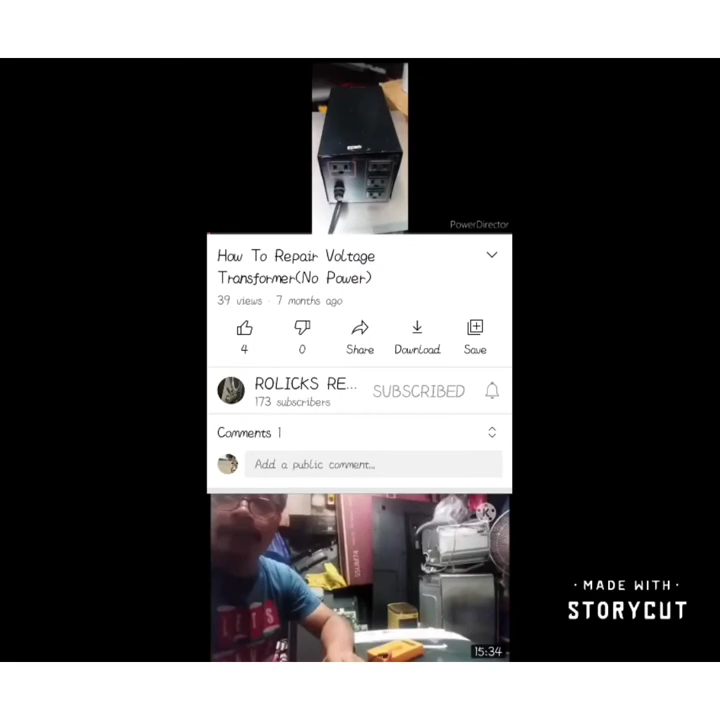 PowerDirector
How To Repair Voltage
Transformer(No Power)
39 views · 7 months ago
4
0
Share
Download
Save
ROLICKS RE...
SUBSCRIBED
173 subscribers
Comments 1
Add a public comment...
K
· MADE WITH ·
STORYCUT
15:34